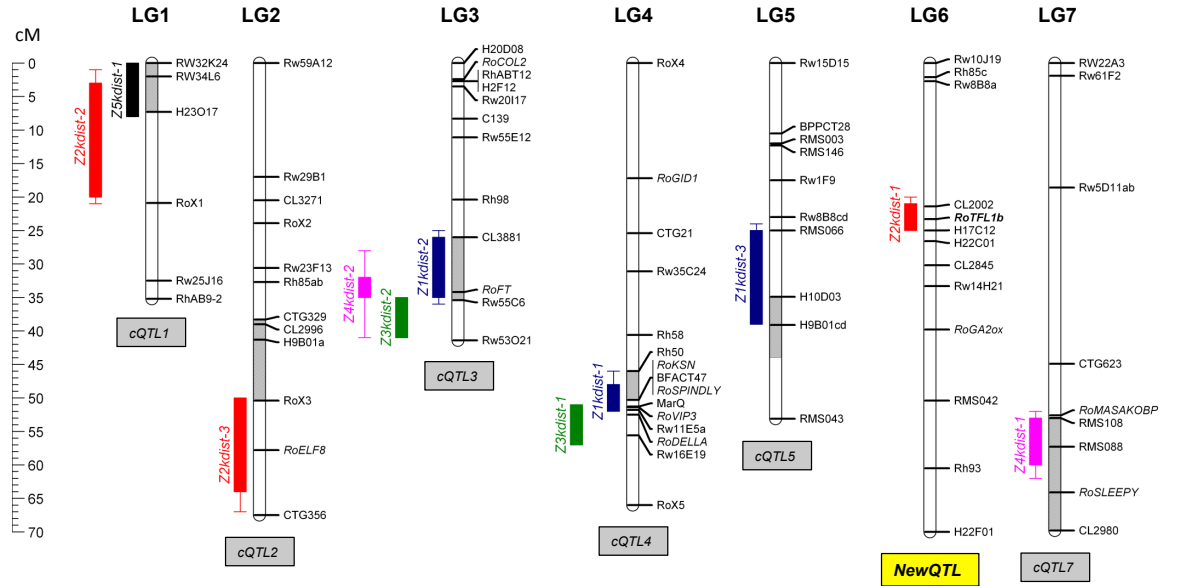 LG1
LG2
LG3
LG4
LG5
LG6
LG7
cM
0
5
10
15
20
25
30
35
40
45
50
55
60
65
70
Z2kdist-2
Z5kdist-1
RW32K24
RW34L6
H23O17
RoX1
Rw25J16
RhAB9-2
cQTL1
Z2kdist-3
Rw59A12
Rw29B1
CL3271
RoX2
Rw23F13
Rh85ab
CTG329
CL2996
H9B01a
RoX3
RoELF8
CTG356
cQTL2
Z4kdist-2
Z3kdist-2
Z1kdist-2
H20D08
RoCOL2
RhABT12
H2F12
Rw20I17
C139
Rw55E12
Rh98
CL3881
RoFT
Rw55C6
Rw53O21
cQTL3
Z3kdist-1
Z1kdist-1
RoX4
RoGID1
CTG21
Rw35C24
Rh58
Rh50
RoKSN
BFACT47
RoSPINDLY
MarQ
RoVIP3
Rw11E5a
RoDELLA
Rw16E19
RoX5
cQTL4
Z1kdist-3
Rw15D15
BPPCT28
RMS003
RMS146
Rw1F9
Rw8B8cd
RMS066
H10D03
H9B01cd
RMS043
cQTL5
Z2kdist-1
Rw10J19
Rh85c
Rw8B8a
CL2002
RoTFL1b
H17C12
H22C01
CL2845
Rw14H21
RoGA2ox
RMS042
Rh93
H22F01
NewQTL
Z4kdist-1
RW22A3
Rw61F2
Rw5D11ab
CTG623
RoMASAKOBP
RMS108
RMS088
RoSLEEPY
CL2980
cQTL7